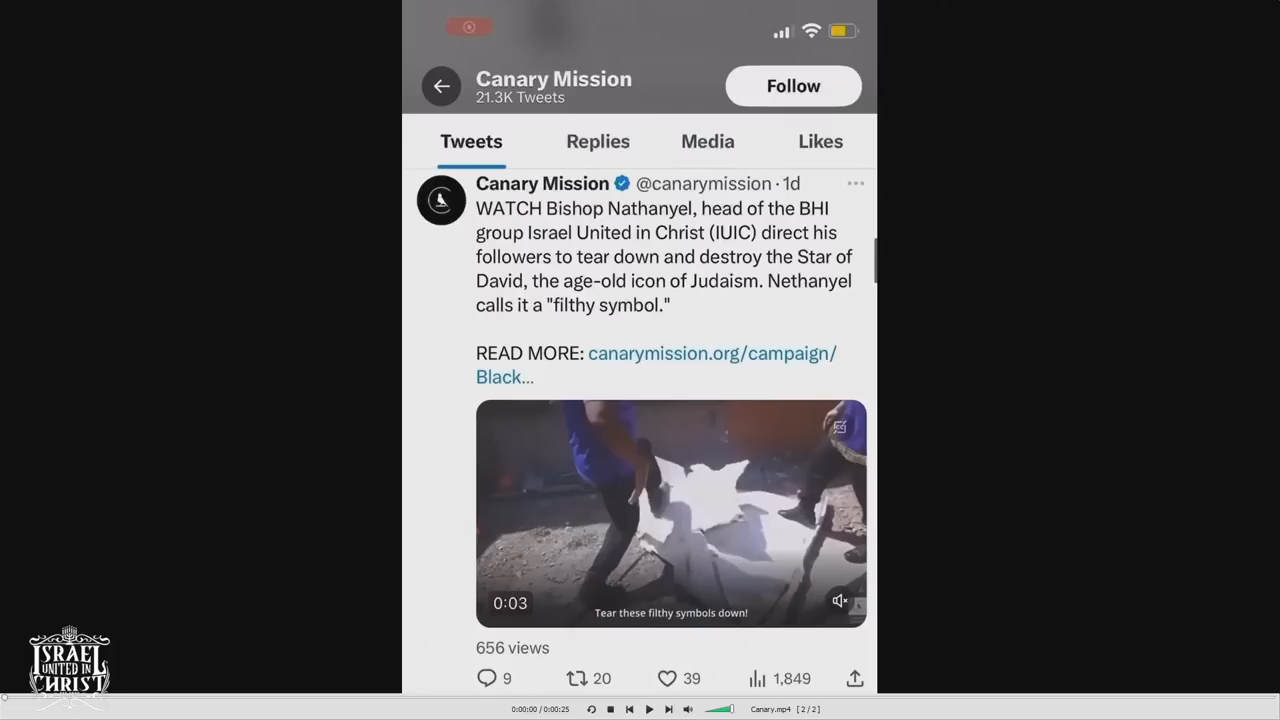 Canary Mission
21.3K Tweets
Follow
Tweets
Replies
Media
Likes
Canary Mission @canarymission · 1d
WATCH Bishop Nathanyel, head of the BHI
group Israel United in Christ (IUIC) direct his
followers to tear down and destroy the Star of
David, the age-old icon of Judaism. Nethanyel
calls it a "filthy symbol."
READ MORE: canarymission.org/campaign/
Black...
0:03
Tear these filthy symbols down!
656 views
9
20
39
1,849
ISRAEL
UNITED IN
CHRIST
0:00:00 / 0:00:25
Canary.mp4
[ 2 / 2 ]